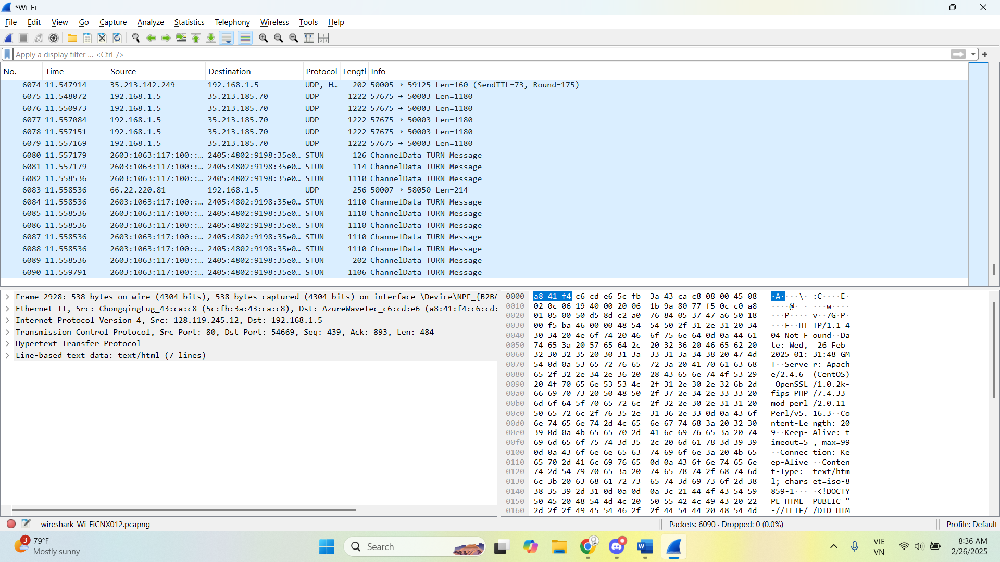 *Wi-Fi
File Edit View Go Capture Analyze Statistics Telephony Wireless Tools Help
Apply a display filter ... <Ctrl-/>
No. Time Source Destination Protocol Length Info
6074 11.547914 35.213.142.249 192.168.1.5 UDP, H… 202 50005 → 59125 Len=160 (SendTTL=73, Round=175)
6075 11.548072 192.168.1.5 35.213.185.70 UDP 1222 57675 → 50003 Len=1180
6076 11.550973 192.168.1.5 35.213.185.70 UDP 1222 57675 → 50003 Len=1180
6077 11.557084 192.168.1.5 35.213.185.70 UDP 1222 57675 → 50003 Len=1180
6078 11.557151 192.168.1.5 35.213.185.70 UDP 1222 57675 → 50003 Len=1180
6079 11.557169 192.168.1.5 35.213.185.70 UDP 1222 57675 → 50003 Len=1180
6080 11.557179 2603:1063:117:100::… 2405:4802:9198:35e0… STUN 126 ChannelData TURN Message
6081 11.557179 2603:1063:117:100::… 2405:4802:9198:35e0… STUN 114 ChannelData TURN Message
6082 11.558536 2603:1063:117:100::… 2405:4802:9198:35e0… STUN 1110 ChannelData TURN Message
6083 11.558536 66.22.220.81 192.168.1.5 UDP 256 50007 → 58050 Len=214
6084 11.558536 2603:1063:117:100::… 2405:4802:9198:35e0… STUN 1110 ChannelData TURN Message
6085 11.558536 2603:1063:117:100::… 2405:4802:9198:35e0… STUN 1110 ChannelData TURN Message
6086 11.558536 2603:1063:117:100::… 2405:4802:9198:35e0… STUN 1110 ChannelData TURN Message
6087 11.558536 2603:1063:117:100::… 2405:4802:9198:35e0… STUN 1110 ChannelData TURN Message
6088 11.558536 2603:1063:117:100::… 2405:4802:9198:35e0… STUN 1110 ChannelData TURN Message
6089 11.558536 2603:1063:117:100::… 2405:4802:9198:35e0… STUN 202 ChannelData TURN Message
6090 11.559791 2603:1063:117:100::… 2405:4802:9198:35e0… STUN 1106 ChannelData TURN Message
Frame 2928: 538 bytes on wire (4304 bits), 538 bytes captured (4304 bits) on interface \Device\NPF_{B2BA
Ethernet II, Src: ChongqingFug_43:ca:c8 (5c:fb:3a:43:ca:c8), Dst: AzureWaveTec_c6:cd:e6 (a8:41:f4:c6:cd:
Internet Protocol Version 4, Src: 128.119.245.12, Dst: 192.168.1.5
Transmission Control Protocol, Src Port: 80, Dst Port: 54669, Seq: 439, Ack: 893, Len: 484
Hypertext Transfer Protocol
Line-based text data: text/html (7 lines)
0000 a8 41 f4 c6 cd e6 5c fb 3a 43 ca c8 08 00 45 08 ·A····\· :C····E·
0010 02 0c 06 19 40 00 20 06 1b 9a 80 77 f5 0c c0 a8 ····@· · ···w····
0020 01 05 00 50 d5 8d c2 a0 76 84 05 37 47 a6 50 18 ···P···· v··7G·P·
0030 00 f5 ba 46 00 00 48 54 54 50 2f 31 2e 31 20 34 ···F··HT TP/1.1 4
0040 30 34 20 4e 6f 74 20 46 6f 75 6e 64 0d 0a 44 61 04 Not F ound··Da
0050 74 65 3a 20 57 65 64 2c 20 32 36 20 46 65 62 20 te: Wed, 26 Feb
0060 32 30 32 35 20 30 31 3a 33 31 3a 34 38 20 47 4d 2025 01: 31:48 GM
0070 54 0d 0a 53 65 72 76 65 72 3a 20 41 70 61 63 68 T··Serve r: Apach
0080 65 2f 32 2e 34 2e 36 20 28 43 65 6e 74 4f 53 29 e/2.4.6 (CentOS)
0090 20 4f 70 65 6e 53 53 4c 2f 31 2e 30 2e 32 6b 2d OpenSSL /1.0.2k-
00a0 66 69 70 73 20 50 48 50 2f 37 2e 34 2e 33 33 20 fips PHP /7.4.33
00b0 6d 6f 64 5f 70 65 72 6c 2f 32 2e 30 2e 31 31 20 mod_perl /2.0.11
00c0 50 65 72 6c 2f 76 35 2e 31 36 2e 33 0d 0a 43 6f Perl/v5. 16.3··Co
00d0 6e 74 65 6e 74 2d 4c 65 6e 67 74 68 3a 20 32 30 ntent-Le ngth: 20
00e0 39 0d 0a 4b 65 65 70 2d 41 6c 69 76 65 3a 20 74 9··Keep- Alive: t
00f0 69 6d 65 6f 75 74 3d 35 2c 20 6d 61 78 3d 39 39 imeout=5 , max=99
0100 0d 0a 43 6f 6e 6e 65 63 74 69 6f 6e 3a 20 4b 65 ··Connec tion: Ke
0110 65 70 2d 41 6c 69 76 65 0d 0a 43 6f 6e 74 65 6e ep-Alive ··Conten
0120 74 2d 54 79 70 65 3a 20 74 65 78 74 2f 68 74 6d t-Type: text/htm
0130 6c 3b 20 63 68 61 72 73 65 74 3d 69 73 6f 2d 38 l; chars et=iso-8
0140 38 35 39 2d 31 0d 0a 0d 0a 3c 21 44 4f 43 54 59 859-1··· ·<!DOCTY
0150 50 45 20 48 54 4d 4c 20 50 55 42 4c 49 43 20 22 PE HTML PUBLIC "
0160 2d 2f 2f 49 45 54 46 2f 2f 44 54 44 20 48 54 4d -//IETF/ /DTD HTM
wireshark_Wi-FiCNX012.pcapng Packets: 6090 · Dropped: 0 (0.0%) Profile: Default
3 79°F
Mostly sunny
Search
VIE
VN
8:36 AM
2/26/2025